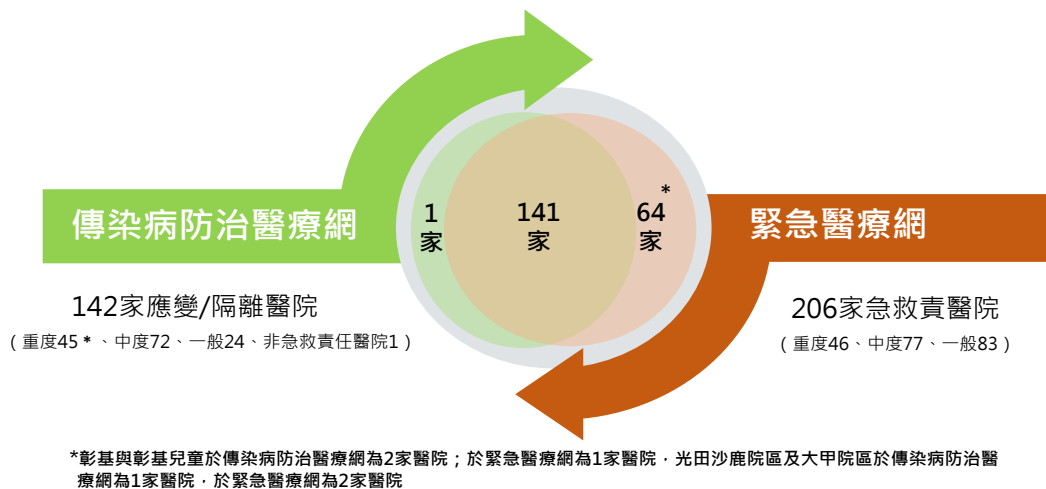 傳染病防治醫療網
142家應變/隔離醫院
（重度45*、中度72、一般24、非急救責任醫院1）
1
家
141
家
*
64
家
緊急醫療網
206家急救責醫院
（重度46、中度77、一般83）
*彰基與彰基兒童於傳染病防治醫療網為2家醫院；於緊急醫療網為1家醫院，光田沙鹿院區及大甲院區於傳染病防治醫
療網為1家醫院，於緊急醫療網為2家醫院